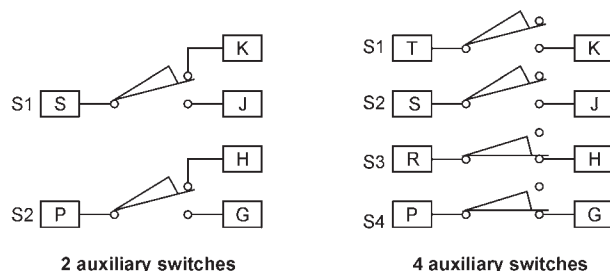 K
S1 S
J
H
S2 P
G
2 auxiliary switches
S1 T K
S2 S J
S3 R H
S4 P G
4 auxiliary switches